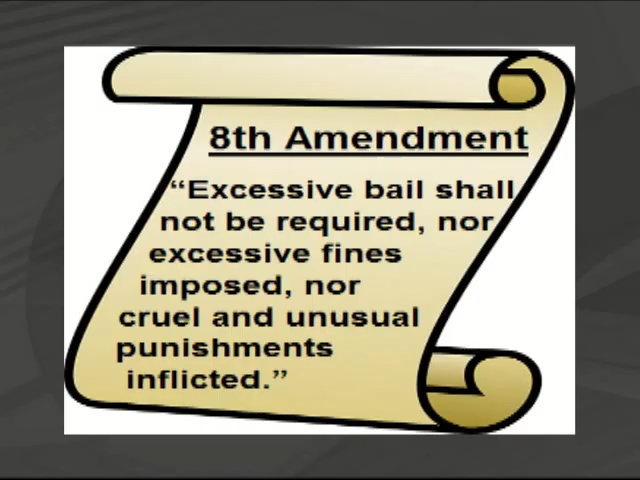 8th Amendment
“Excessive bail shall
not be required, nor
excessive fines
imposed, nor
cruel and unusual
punishments
inflicted.”